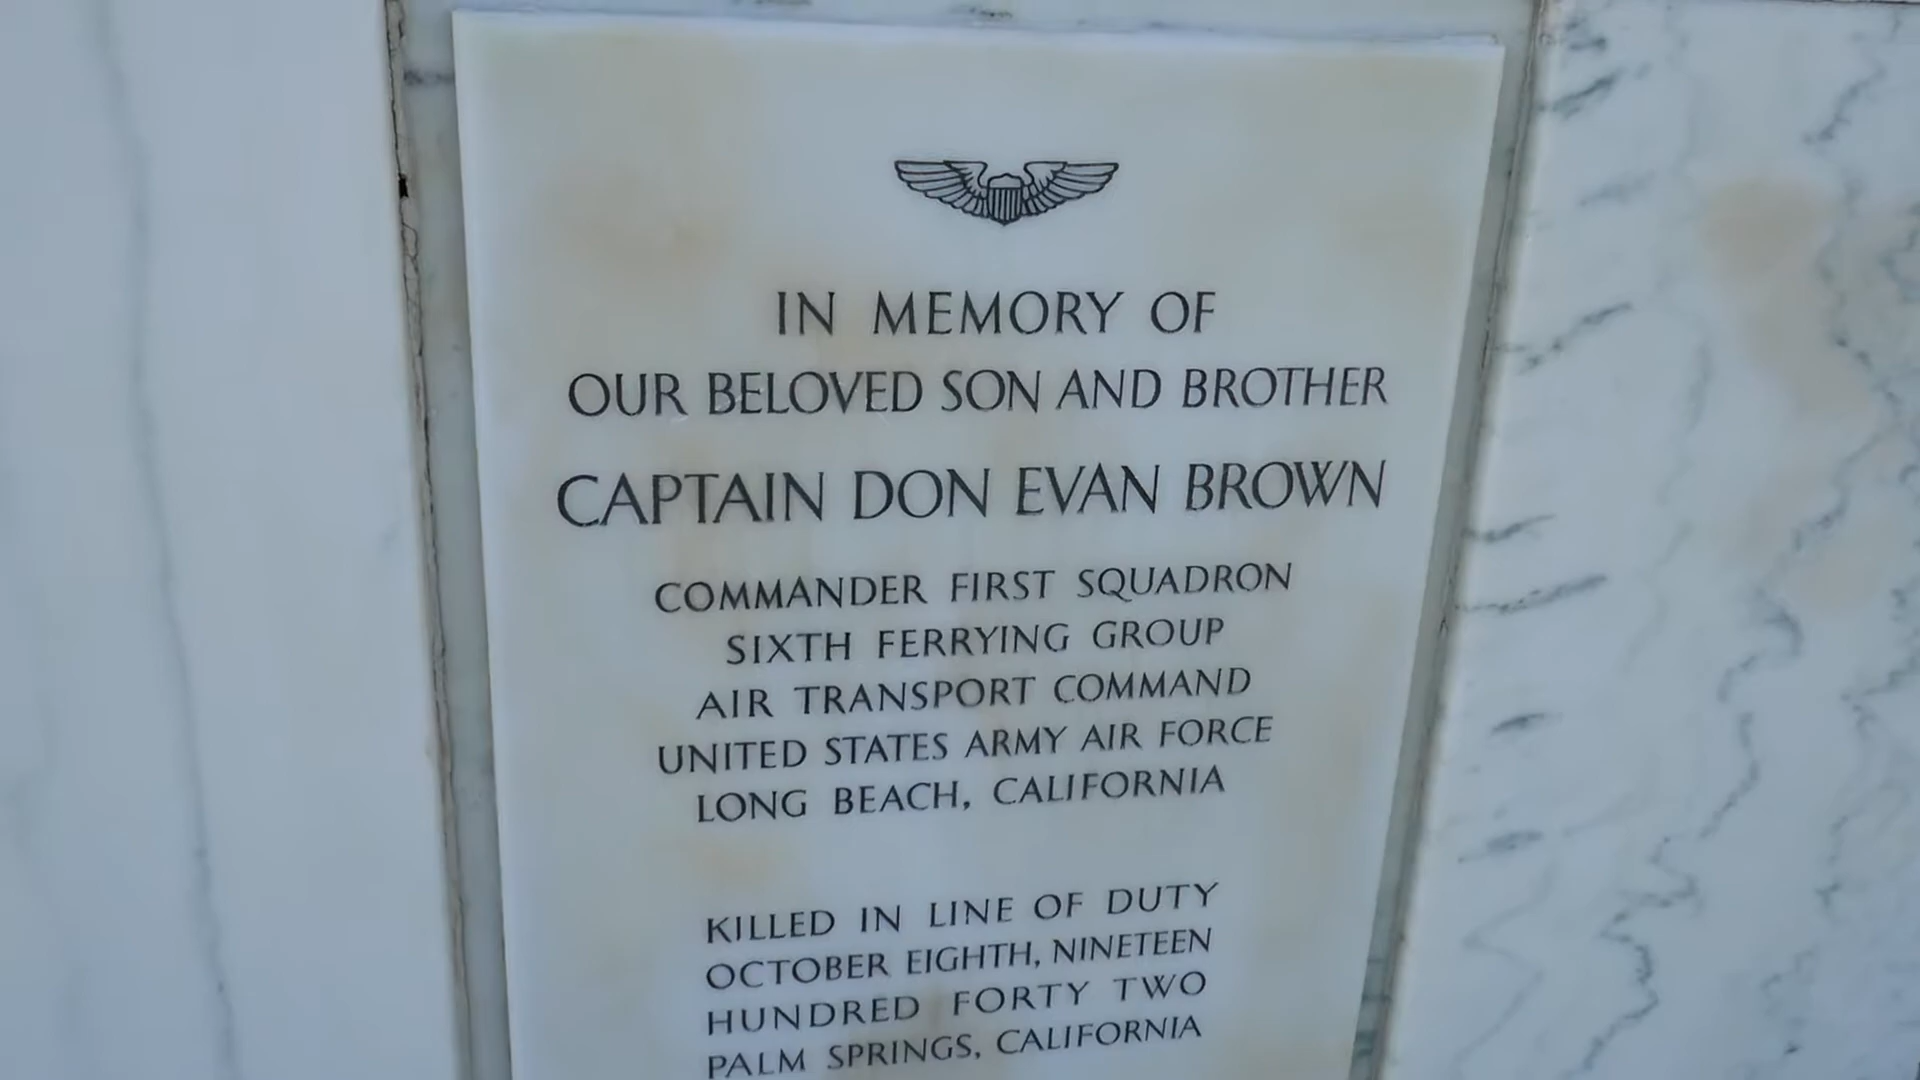 IN MEMORY OF
OUR BELOVED SON AND BROTHER
CAPTAIN DON EVAN BROWN
COMMANDER FIRST SQUADRON
SIXTH FERRYING GROUP
AIR TRANSPORT COMMAND
UNITED STATES ARMY AIR FORCE
LONG BEACH, CALIFORNIA
KILLED IN LINE OF DUTY
OCTOBER EIGHTH, NINETEEN
HUNDRED FORTY TWO
PALM SPRINGS, CALIFORNIA